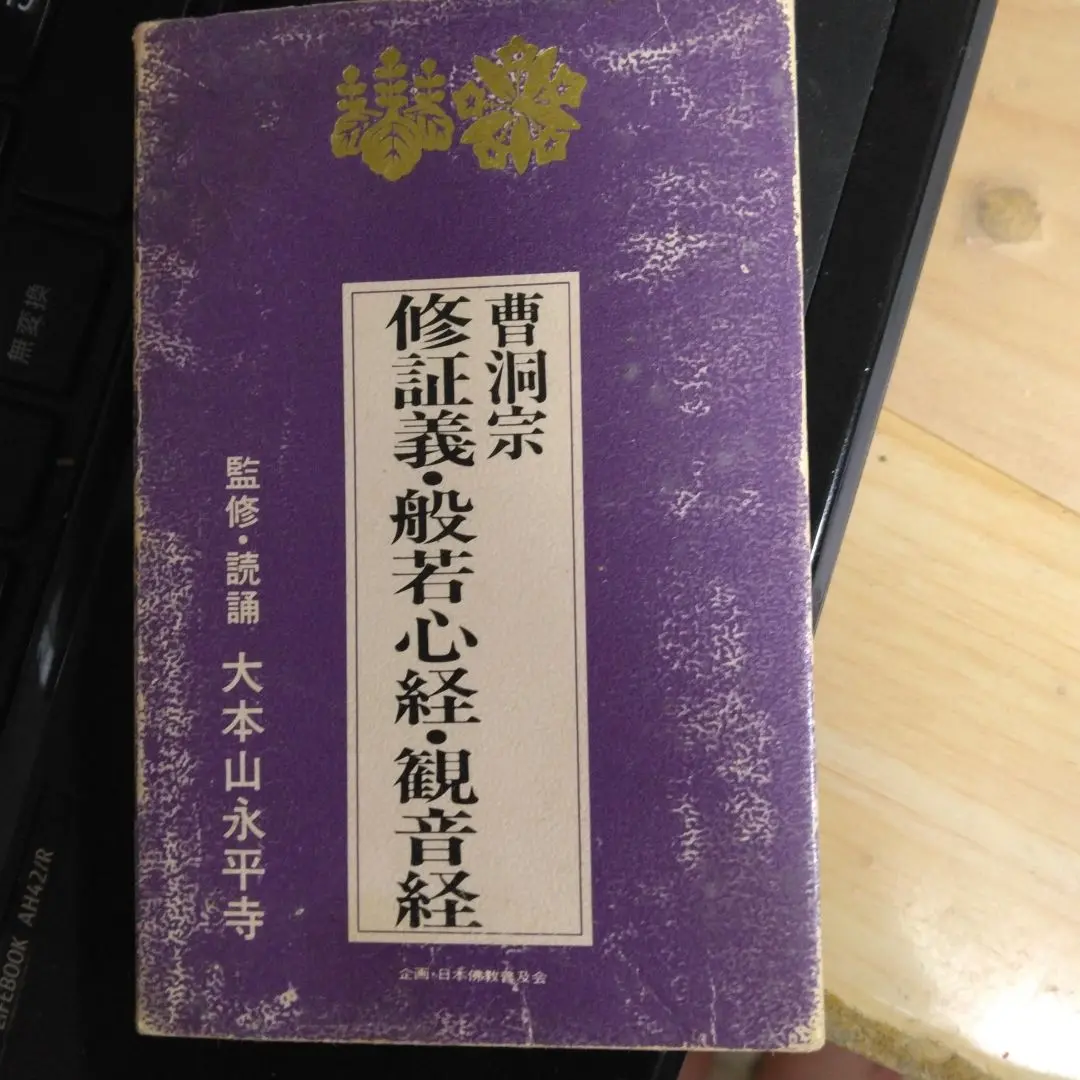 曹洞宗
修証義・般若心経・観音経
監修・読誦 大本山永平寺
企画・日本佛教普及会
無変換
LIFEBOOK AH42/R